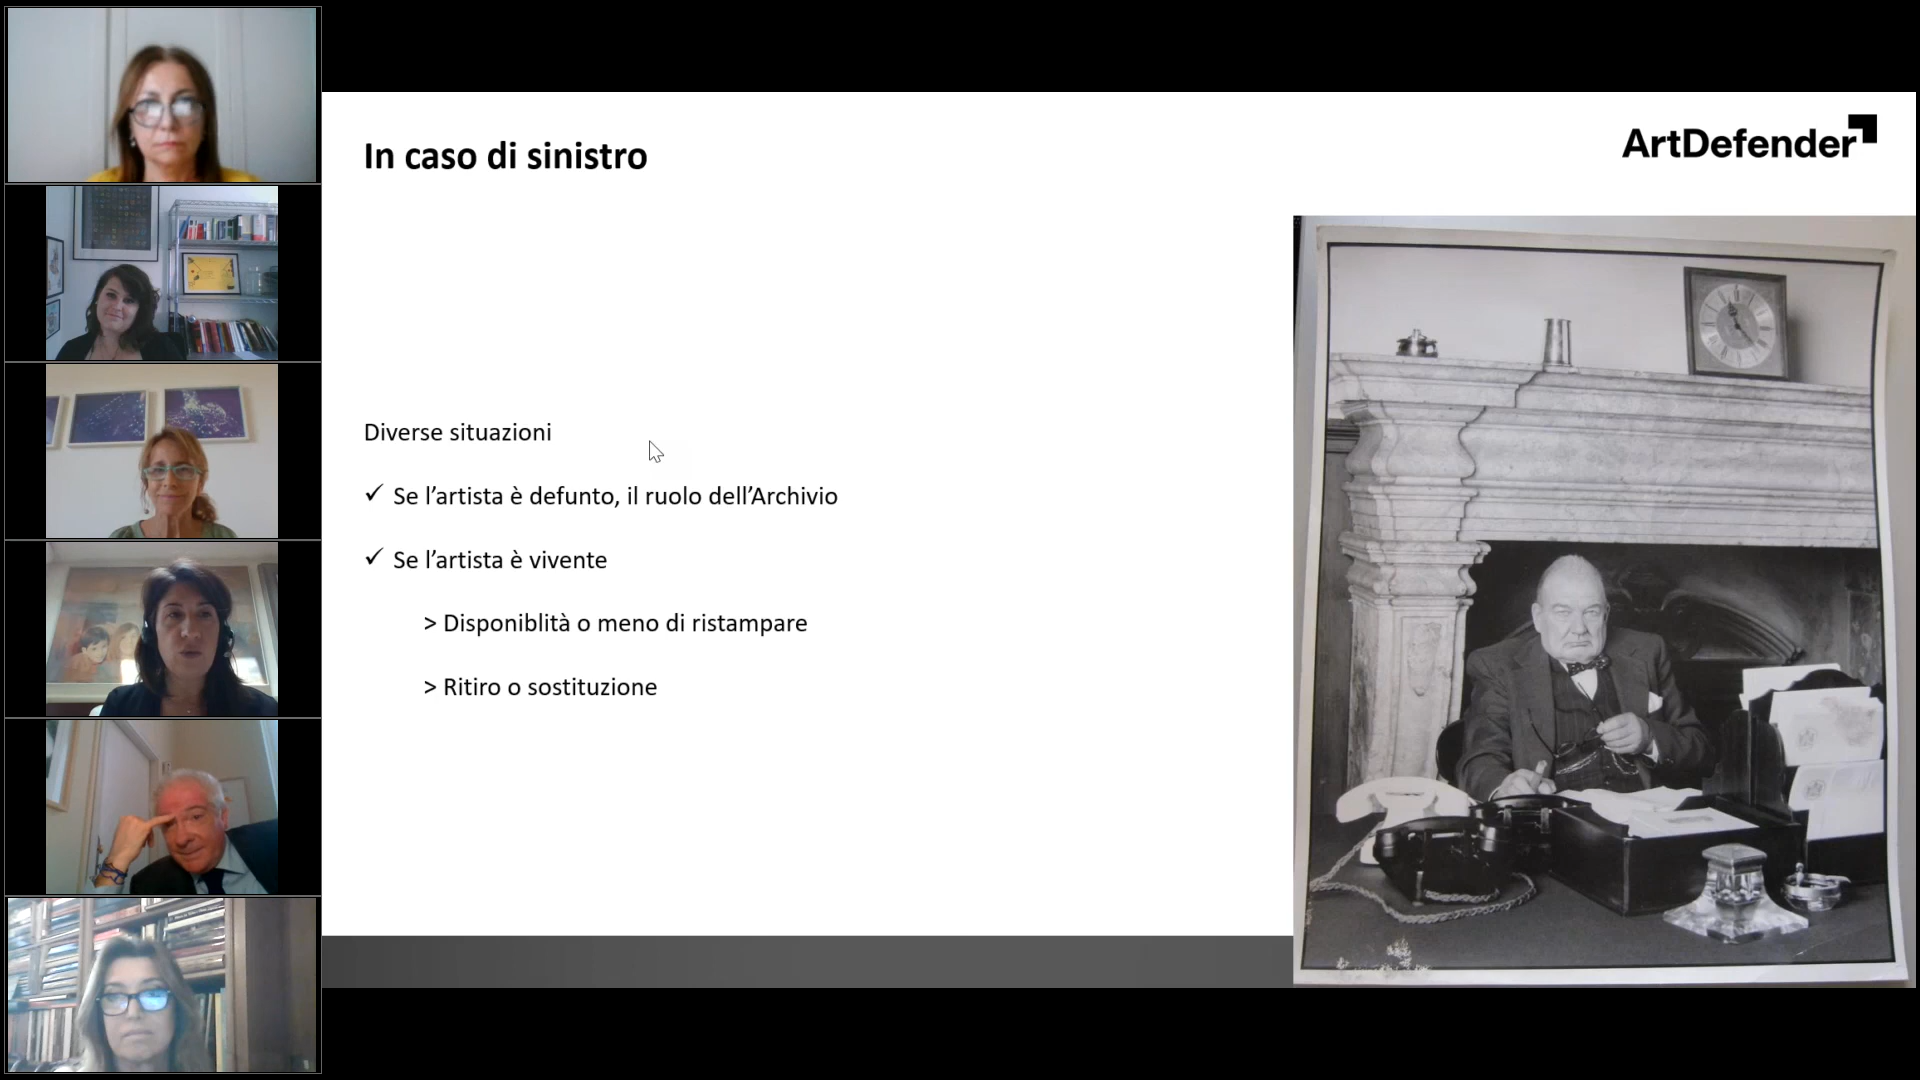 In caso di sinistro
ArtDefender
Diverse situazioni
✓ Se l’artista è defunto, il ruolo dell’Archivio
✓ Se l’artista è vivente
> Disponiblità o meno di ristampare
> Ritiro o sostituzione